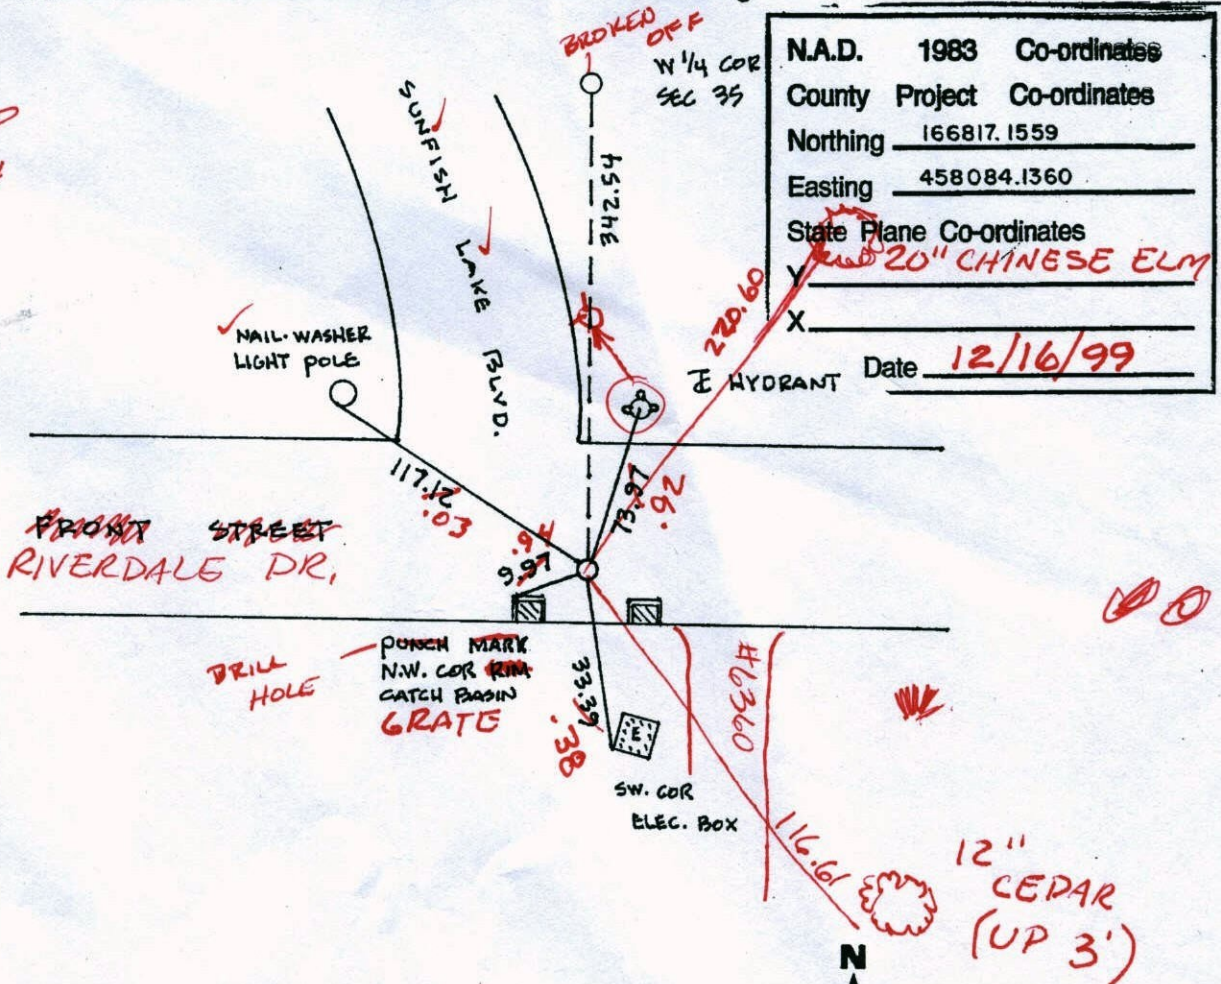 BROKEN OFF
W 1/4 COR
SEC 35
N.A.D. 1983 Co-ordinates
County Project Co-ordinates
Northing 166817.1559
Easting 458084.1360
State Plane Co-ordinates
20" CHINESE ELM
Y
X
Date 12/16/99
SUNFISH LAKE BLVD.
342.54
220.60
NAIL-WASHER
LIGHT POLE
HYDRANT
117.12
.03
73.97
.92
FRONT STREET
RIVERDALE DR.
9.97
DRILL
HOLE
PUNCH MARK
N.W. COR RIM
CATCH BASIN
GRATE
33.39
.38
E
SW. COR
ELEC. BOX
#6360
116.61
12"
CEDAR
(UP 3')
N